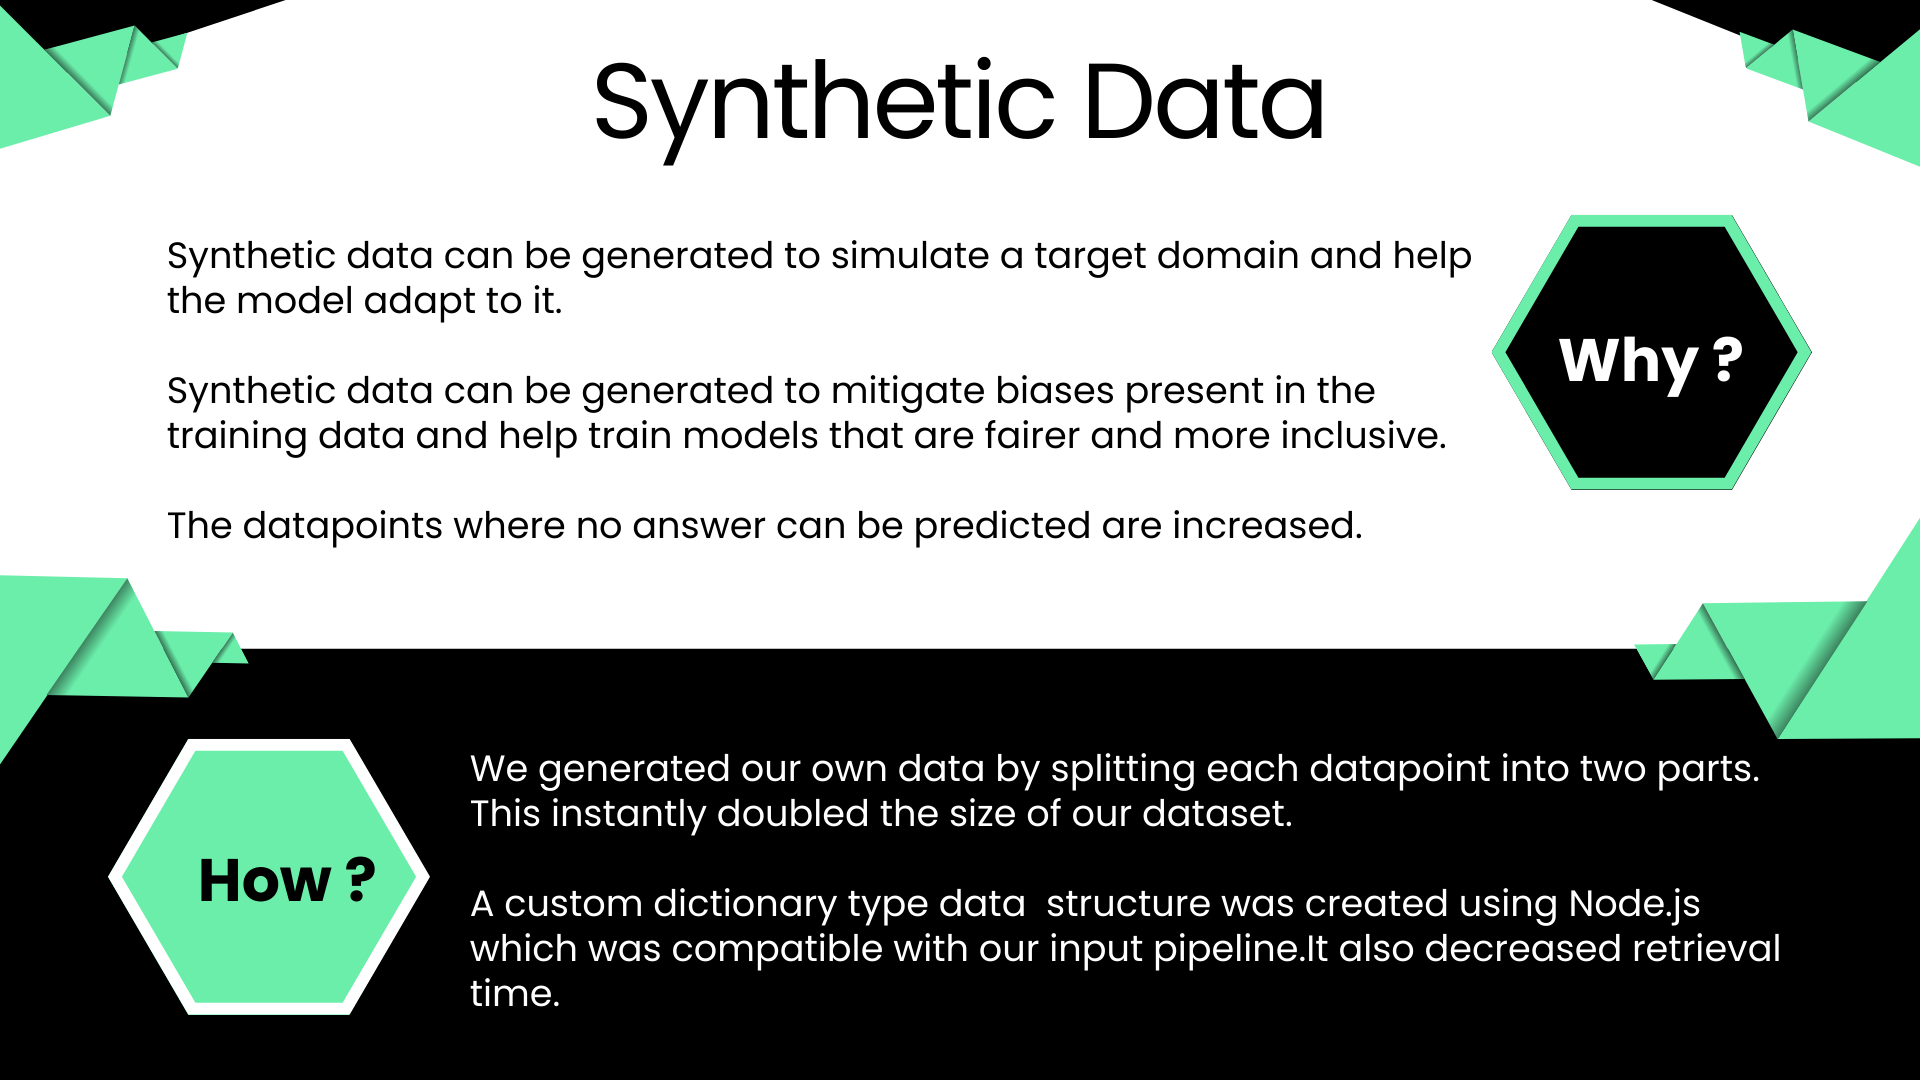 Synthetic Data
Synthetic data can be generated to simulate a target domain and help
the model adapt to it.
Synthetic data can be generated to mitigate biases present in the
training data and help train models that are fairer and more inclusive.
The datapoints where no answer can be predicted are increased.
Why ?
How ?
We generated our own data by splitting each datapoint into two parts.
This instantly doubled the size of our dataset.
A custom dictionary type data  structure was created using Node.js
which was compatible with our input pipeline.It also decreased retrieval
time.